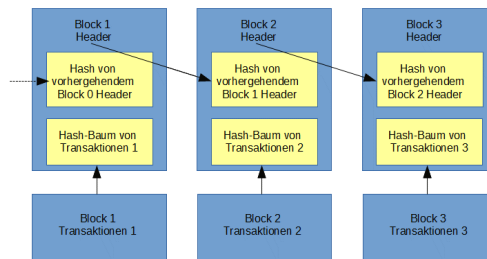 Block 1
Header
Hash von
vorhergehendem
Block 0 Header
Hash-Baum von
Transaktionen 1
Block 1
Transaktionen 1
Block 2
Header
Hash von
vorhergehendem
Block 1 Header
Hash-Baum von
Transaktionen 2
Block 2
Transaktionen 2
Block 3
Header
Hash von
vorhergehendem
Block 2 Header
Hash-Baum von
Transaktionen 3
Block 3
Transaktionen 3